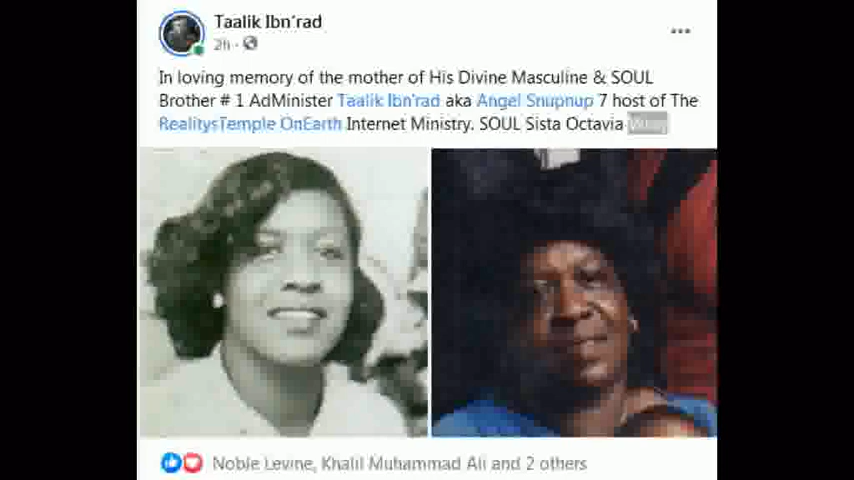 Taalik Ibn'rad
2h ·
In loving memory of the mother of His Divine Masculine & SOUL
Brother # 1 AdMinister Taalik Ibn'rad aka Angel Snupnup 7 host of The
RealitysTemple OnEarth Internet Ministry. SOUL Sista Octavia
Noble Levine, Khalil Muhammad Ali and 2 others